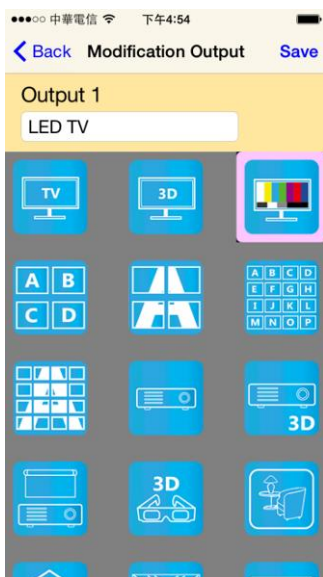 中華電信 下午4:54
Back Modification Output Save
Output 1
LED TV
TV 3D
A B A B C D
E F G H
C D I J K L
M N O P
3D
3D